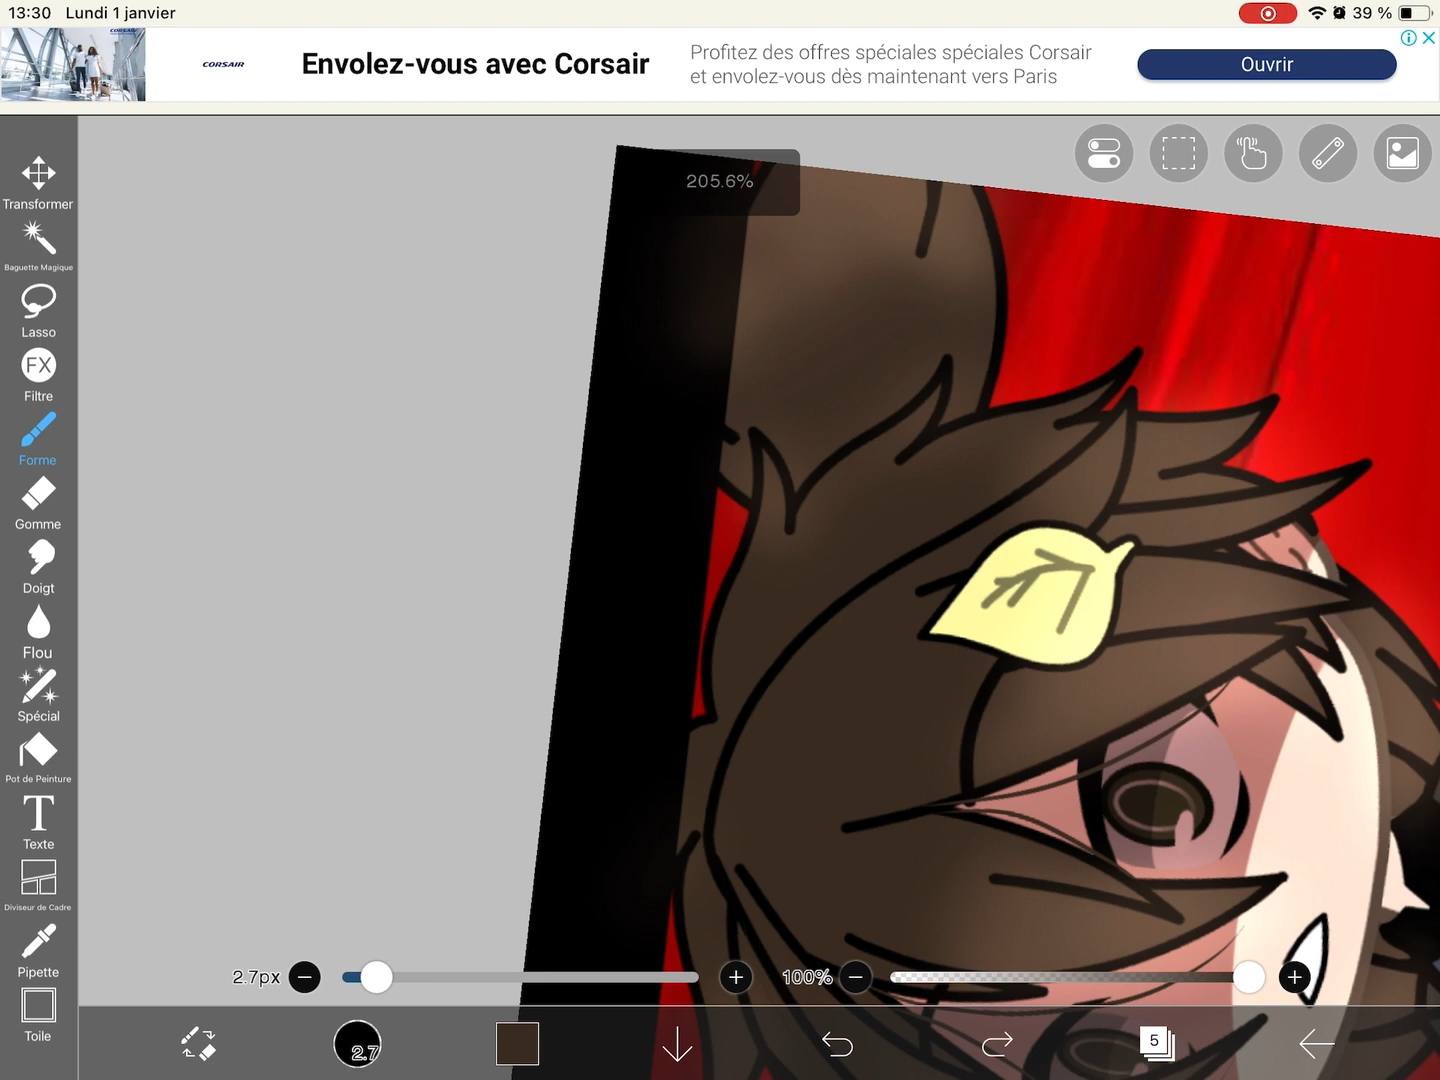 13:30 Lundi 1 janvier
39 %
CORSAIR
CORSAIR
Envolez-vous avec Corsair
Profitez des offres spéciales spéciales Corsair
et envolez-vous dès maintenant vers Paris
Ouvrir
205.6%
Transformer
Baguette Magique
Lasso
FX
Filtre
Forme
Gomme
Doigt
Flou
Spécial
Pot de Peinture
T
Texte
Diviseur de Cadre
Pipette
Toile
2.7px
100%
2.7
5